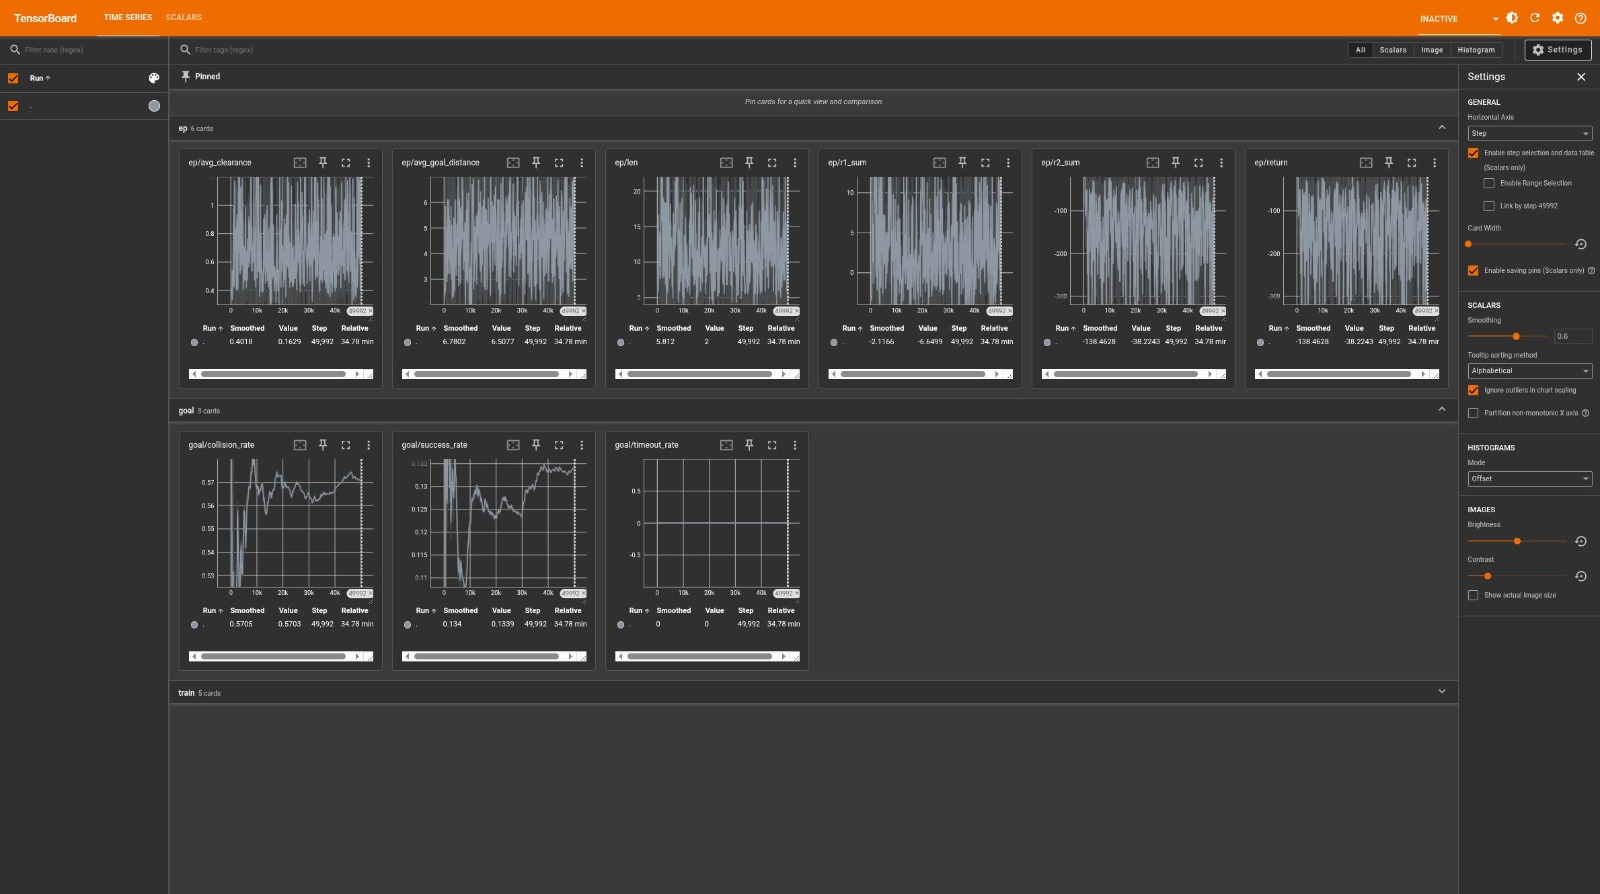 TensorBoard
TIME SERIES
SCALARS
INACTIVE
Filter runs (regex)
Filter tags (regex)
All
Scalars
Image
Histogram
Settings
Run ↑
.
Pinned
Pin cards for a quick view and comparison
ep 6 cards
ep/avg_clearance
1
0.8
0.6
0.4
0 10k 20k 30k 40k 49992 ×
Run ↑ Smoothed Value Step Relative
. 0.4018 0.1629 49,992 34.78 min
ep/avg_goal_distance
6
5
4
3
0 10k 20k 30k 40k 49992 ×
Run ↑ Smoothed Value Step Relative
. 6.7802 6.5077 49,992 34.78 min
ep/len
20
15
10
5
0 10k 20k 30k 40k 49992 ×
Run ↑ Smoothed Value Step Relative
. 5.812 2 49,992 34.78 min
ep/r1_sum
10
5
0
0 10k 20k 30k 40k 49992 ×
Run ↑ Smoothed Value Step Relative
. -2.1166 -6.6499 49,992 34.78 min
ep/r2_sum
-100
-200
-300
0 10k 20k 30k 40k 49992 ×
Run ↑ Smoothed Value Step Relative
. -138.4628 -38.2243 49,992 34.78 min
ep/return
-100
-200
-300
0 10k 20k 30k 40k 49992 ×
Run ↑ Smoothed Value Step Relative
. -138.4628 -38.2243 49,992 34.78 mir
goal 3 cards
goal/collision_rate
0.57
0.56
0.55
0.54
0.53
0 10k 20k 30k 40k 49992 ×
Run ↑ Smoothed Value Step Relative
. 0.5705 0.5703 49,992 34.78 min
goal/success_rate
0.135
0.13
0.125
0.12
0.115
0.11
0 10k 20k 30k 40k 49992 ×
Run ↑ Smoothed Value Step Relative
. 0.134 0.1339 49,992 34.78 min
goal/timeout_rate
0.5
0
-0.5
0 10k 20k 30k 40k 49992 ×
Run ↑ Smoothed Value Step Relative
. 0 0 49,992 34.78 min
train 5 cards
Settings
GENERAL
Horizontal Axis
Step
Enable step selection and data table
(Scalars only)
Enable Range Selection
Link by step 49992
Card Width
Enable saving pins (Scalars only)
SCALARS
Smoothing
0.6
Tooltip sorting method
Alphabetical
Ignore outliers in chart scaling
Partition non-monotonic X axis
HISTOGRAMS
Mode
Offset
IMAGES
Brightness
Contrast
Show actual image size